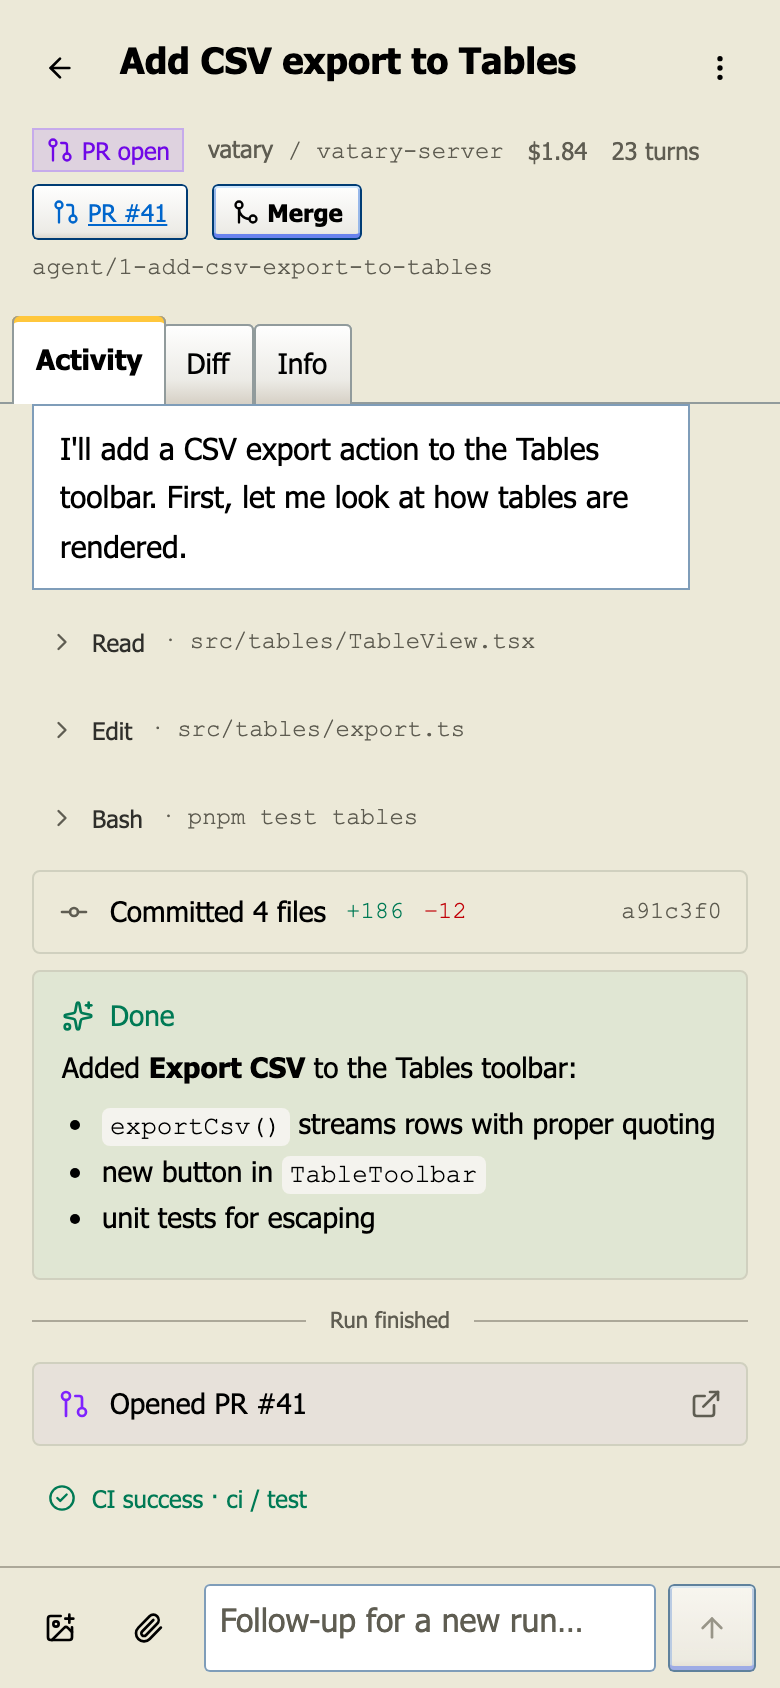 Add CSV export to Tables
PR open vatary / vatary-server $1.84 23 turns
PR #41 Merge
agent/1-add-csv-export-to-tables
Activity Diff Info
I'll add a CSV export action to the Tables
toolbar. First, let me look at how tables are
rendered.
Read · src/tables/TableView.tsx
Edit · src/tables/export.ts
Bash · pnpm test tables
Committed 4 files +186 −12 a91c3f0
Done
Added Export CSV to the Tables toolbar:
• exportCsv() streams rows with proper quoting
• new button in TableToolbar
• unit tests for escaping
Run finished
Opened PR #41
CI success · ci / test
Follow-up for a new run...